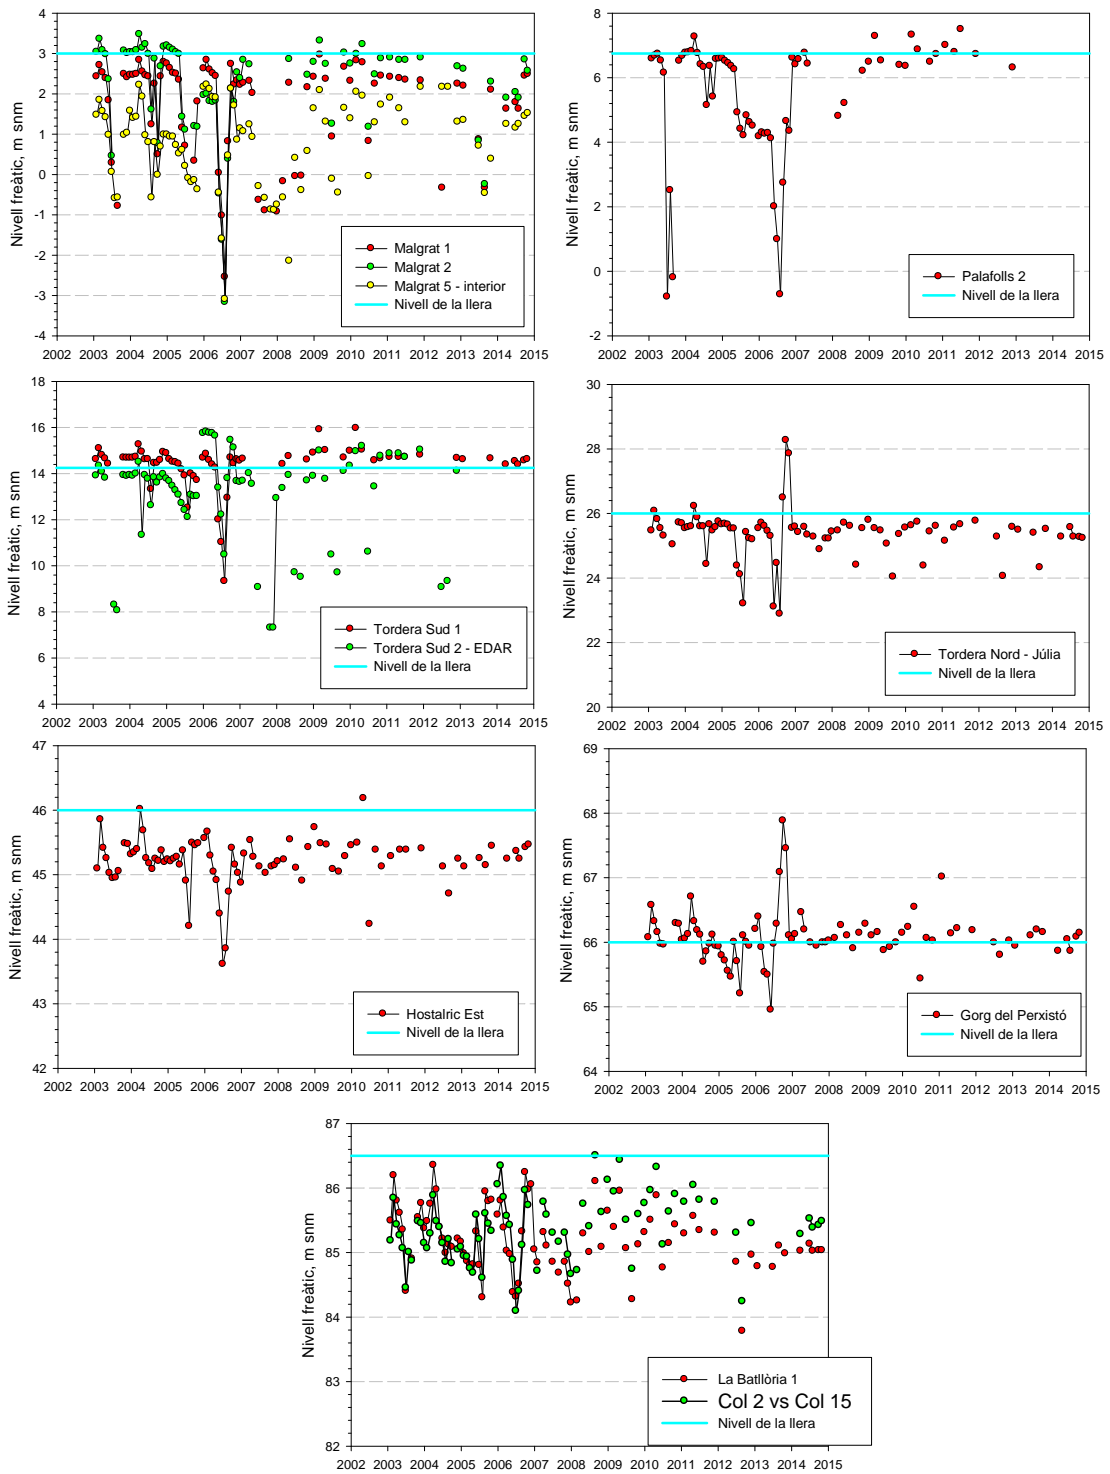 4
3
2
1
0
-1
-2
-3
-4
Nivell freàtic, m snm
Malgrat 1
Malgrat 2
Malgrat 5 - interior
Nivell de la llera
2002 2003 2004 2005 2006 2007 2008 2009 2010 2011 2012 2013 2014 2015
8
6
4
2
0
-2
Nivell freàtic, m snm
Palafolls 2
Nivell de la llera
2002 2003 2004 2005 2006 2007 2008 2009 2010 2011 2012 2013 2014 2015
18
16
14
12
10
8
6
4
Nivell freàtic, m snm
Tordera Sud 1
Tordera Sud 2 - EDAR
Nivell de la llera
2002 2003 2004 2005 2006 2007 2008 2009 2010 2011 2012 2013 2014 2015
30
28
26
24
22
20
Nivell freàtic, m snm
Tordera Nord - Júlia
Nivell de la llera
2002 2003 2004 2005 2006 2007 2008 2009 2010 2011 2012 2013 2014 2015
47
46
45
44
43
42
Nivell freàtic, m snm
Hostalric Est
Nivell de la llera
2002 2003 2004 2005 2006 2007 2008 2009 2010 2011 2012 2013 2014 2015
69
68
67
66
65
64
Nivell freàtic, m snm
Gorg del Perxistó
Nivell de la llera
2002 2003 2004 2005 2006 2007 2008 2009 2010 2011 2012 2013 2014 2015
87
86
85
84
83
82
Nivell freàtic, m snm
La Batllòria 1
Col 2 vs Col 15
Nivell de la llera
2002 2003 2004 2005 2006 2007 2008 2009 2010 2011 2012 2013 2014 2015